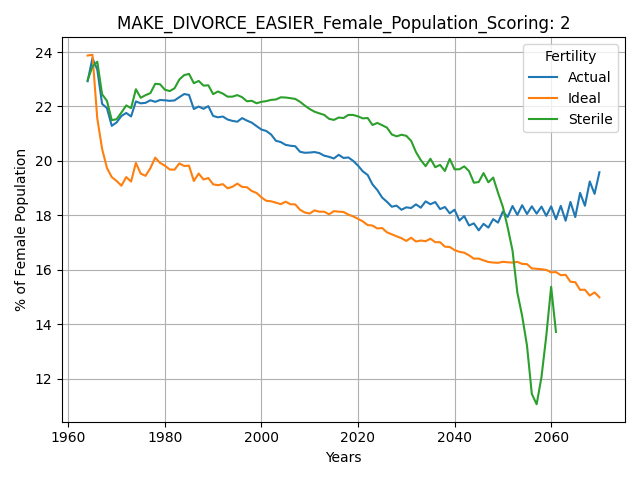 MAKE_DIVORCE_EASIER_Female_Population_Scoring: 2
Fertility
Actual
Ideal
Sterile
% of Female Population
24
22
20
18
16
14
12
1960
1980
2000
2020
2040
2060
Years